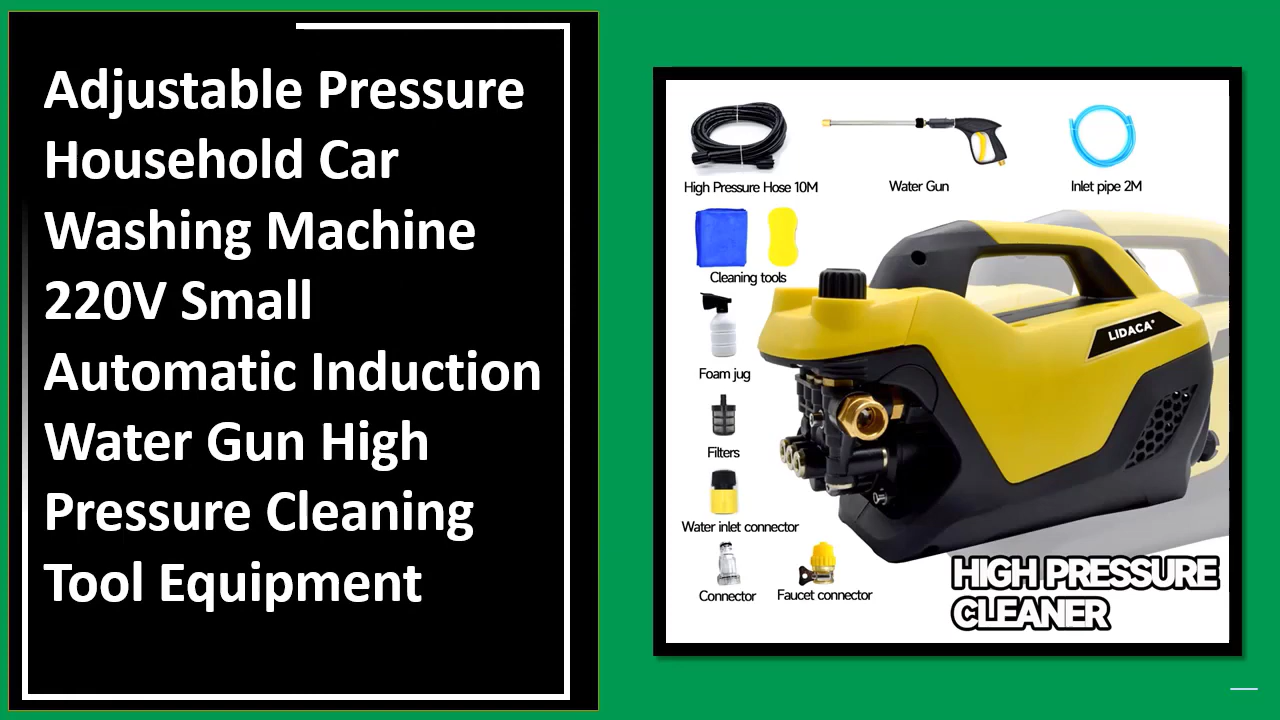 Adjustable Pressure
Household Car
Washing Machine
220V Small
Automatic Induction
Water Gun High
Pressure Cleaning
Tool Equipment
High Pressure Hose 10M
Water Gun
Inlet pipe 2M
Cleaning tools
LIDACA®
Foam jug
Filters
Water inlet connector
Connector
Faucet connector
HIGH PRESSURE
CLEANER